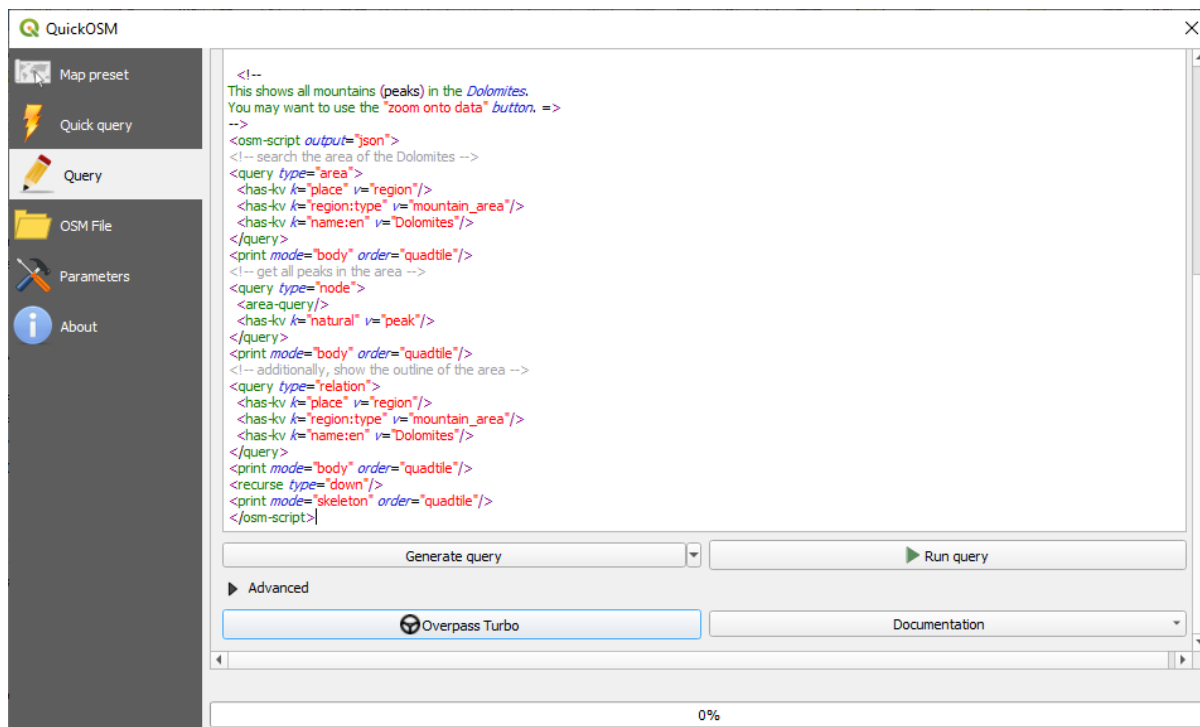 QuickOSM
Map preset
Quick query
Query
OSM File
Parameters
About
<!--
This shows all mountains (peaks) in the Dolomites.
You may want to use the "zoom onto data" button. =>
-->
<osm-script output="json">
<!-- search the area of the Dolomites -->
<query type="area">
<has-kv k="place" v="region"/>
<has-kv k="region:type" v="mountain_area"/>
<has-kv k="name:en" v="Dolomites"/>
</query>
<print mode="body" order="quadtile"/>
<!-- get all peaks in the area -->
<query type="node">
<area-query/>
<has-kv k="natural" v="peak"/>
</query>
<print mode="body" order="quadtile"/>
<!-- additionally, show the outline of the area -->
<query type="relation">
<has-kv k="place" v="region"/>
<has-kv k="region:type" v="mountain_area"/>
<has-kv k="name:en" v="Dolomites"/>
</query>
<print mode="body" order="quadtile"/>
<recurse type="down"/>
<print mode="skeleton" order="quadtile"/>
</osm-script>
Generate query
Run query
Advanced
Overpass Turbo
Documentation
0%